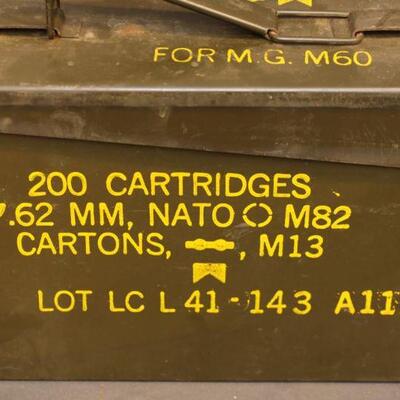 FOR M.G. M60
200 CARTRIDGES
7.62 MM, NATO M82
CARTONS, , M13
LOT LC L 41-143 A11